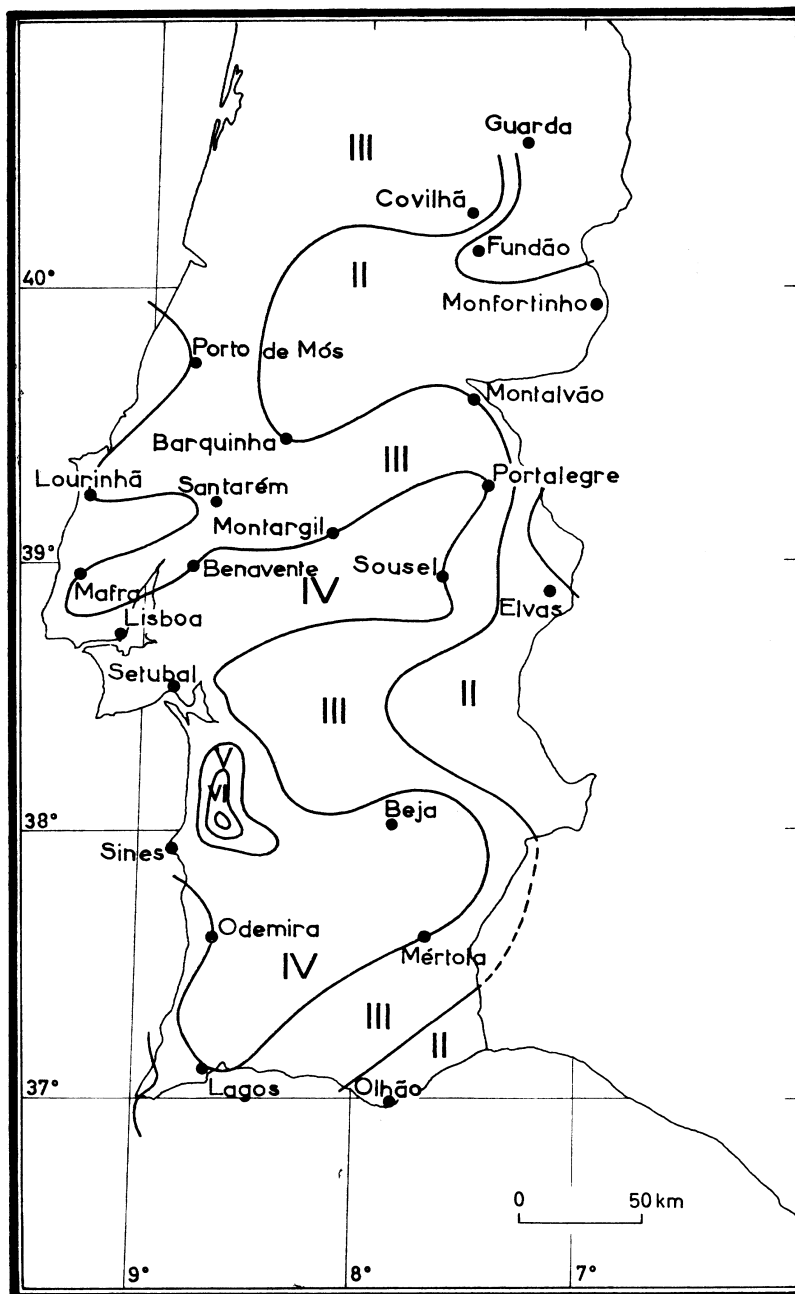 Guarda
III
Covilhã
Fundão
II
40°
Monfortinho
Porto de Mós
Montalvão
Barquinha
III
Lourinhã
Santarém
Portalegre
Montargil
39°
Mafra
Benavente
Sousel
IV
Elvas
Lisboa
Setubal
II
III
V
VI
Beja
38°
Sines
Odemira
Mértola
IV
III
II
37°
Lagos
Olhão
0 50 km
9° 8° 7°